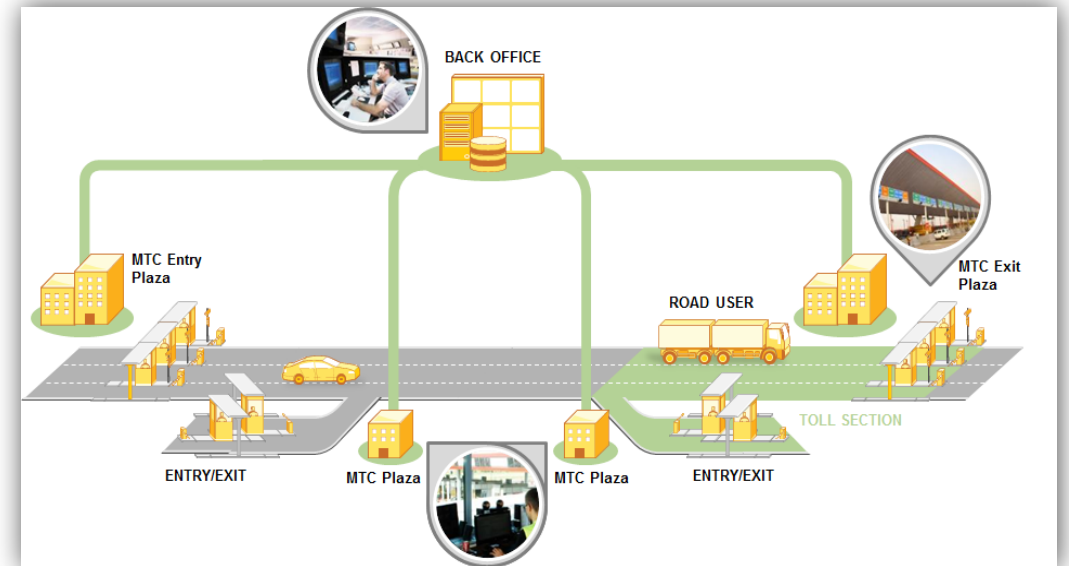 BACK OFFICE
MTC Entry
Plaza
MTC Exit
Plaza
ROAD USER
TOLL SECTION
ENTRY/EXIT
MTC Plaza
MTC Plaza
ENTRY/EXIT